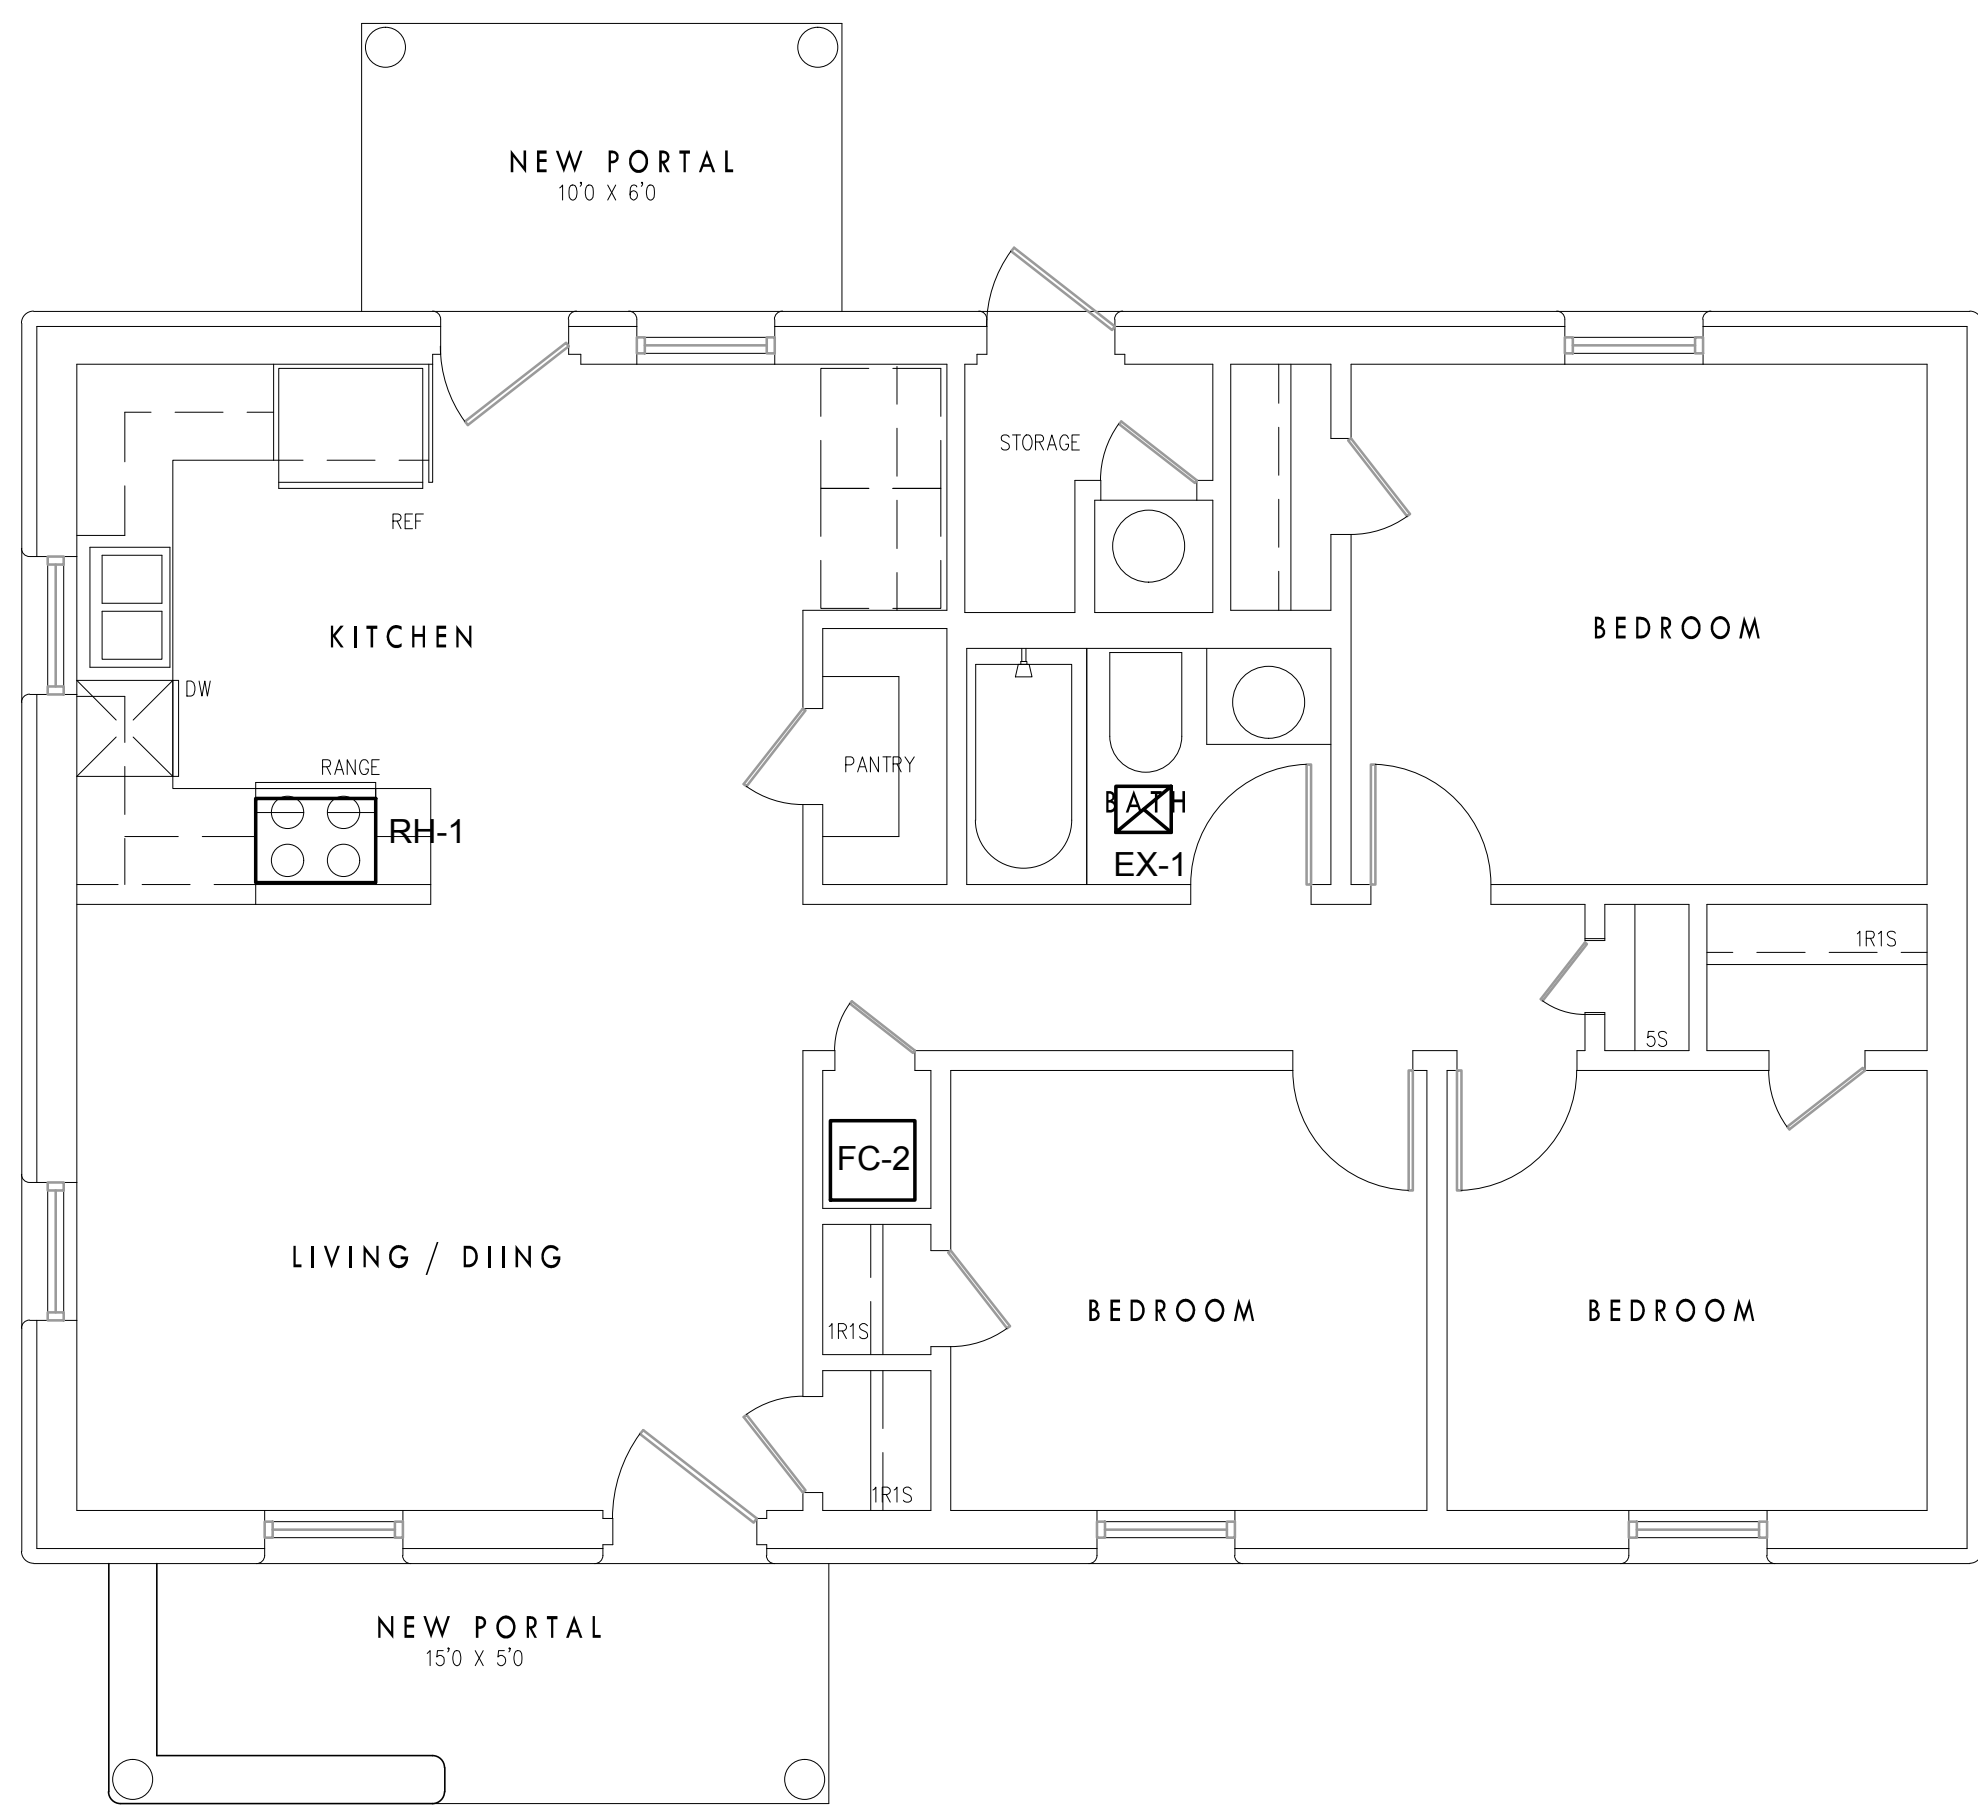 NEW PORTAL
10'0 X 6'0
STORAGE
REF
KITCHEN
BEDROOM
DW
RANGE
PANTRY
BATH
RH-1
EX-1
1R1S
5S
FC-2
LIVING / DIING
BEDROOM
BEDROOM
1R1S
1R1S
NEW PORTAL
15'0 X 5'0